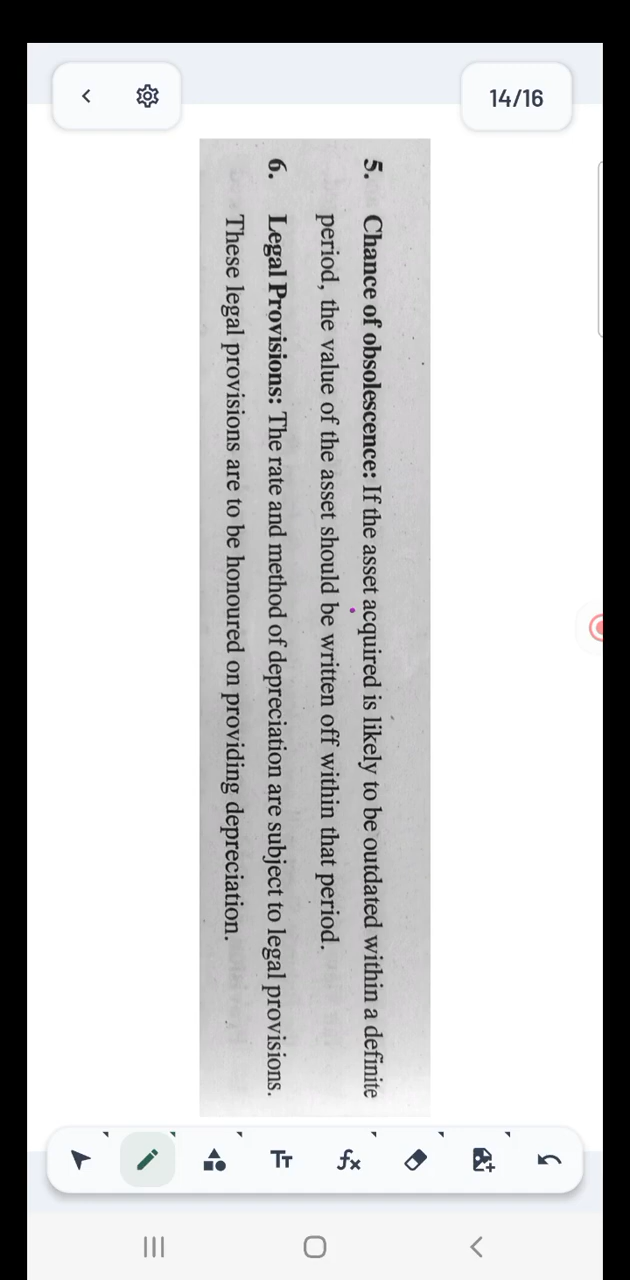 14/16
5. Chance of obsolescence: If the asset acquired is likely to be outdated within a definite
period, the value of the asset should be written off within that period.
6. Legal Provisions: The rate and method of depreciation are subject to legal provisions.
These legal provisions are to be honoured on providing depreciation.
Tt
fx